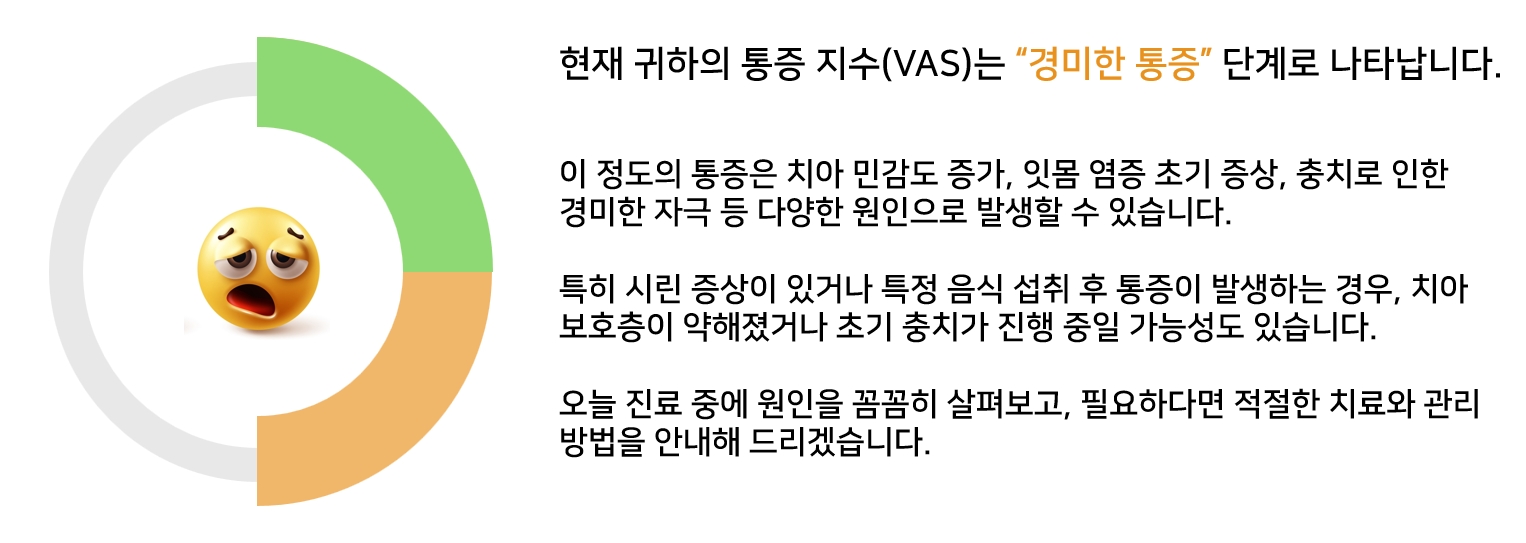 현재 귀하의 통증 지수(VAS)는 “경미한 통증” 단계로 나타납니다.
이 정도의 통증은 치아 민감도 증가, 잇몸 염증 초기 증상, 충치로 인한
경미한 자극 등 다양한 원인으로 발생할 수 있습니다.
특히 시린 증상이 있거나 특정 음식 섭취 후 통증이 발생하는 경우, 치아
보호층이 약해졌거나 초기 충치가 진행 중일 가능성도 있습니다.
오늘 진료 중에 원인을 꼼꼼히 살펴보고, 필요하다면 적절한 치료와 관리
방법을 안내해 드리겠습니다.